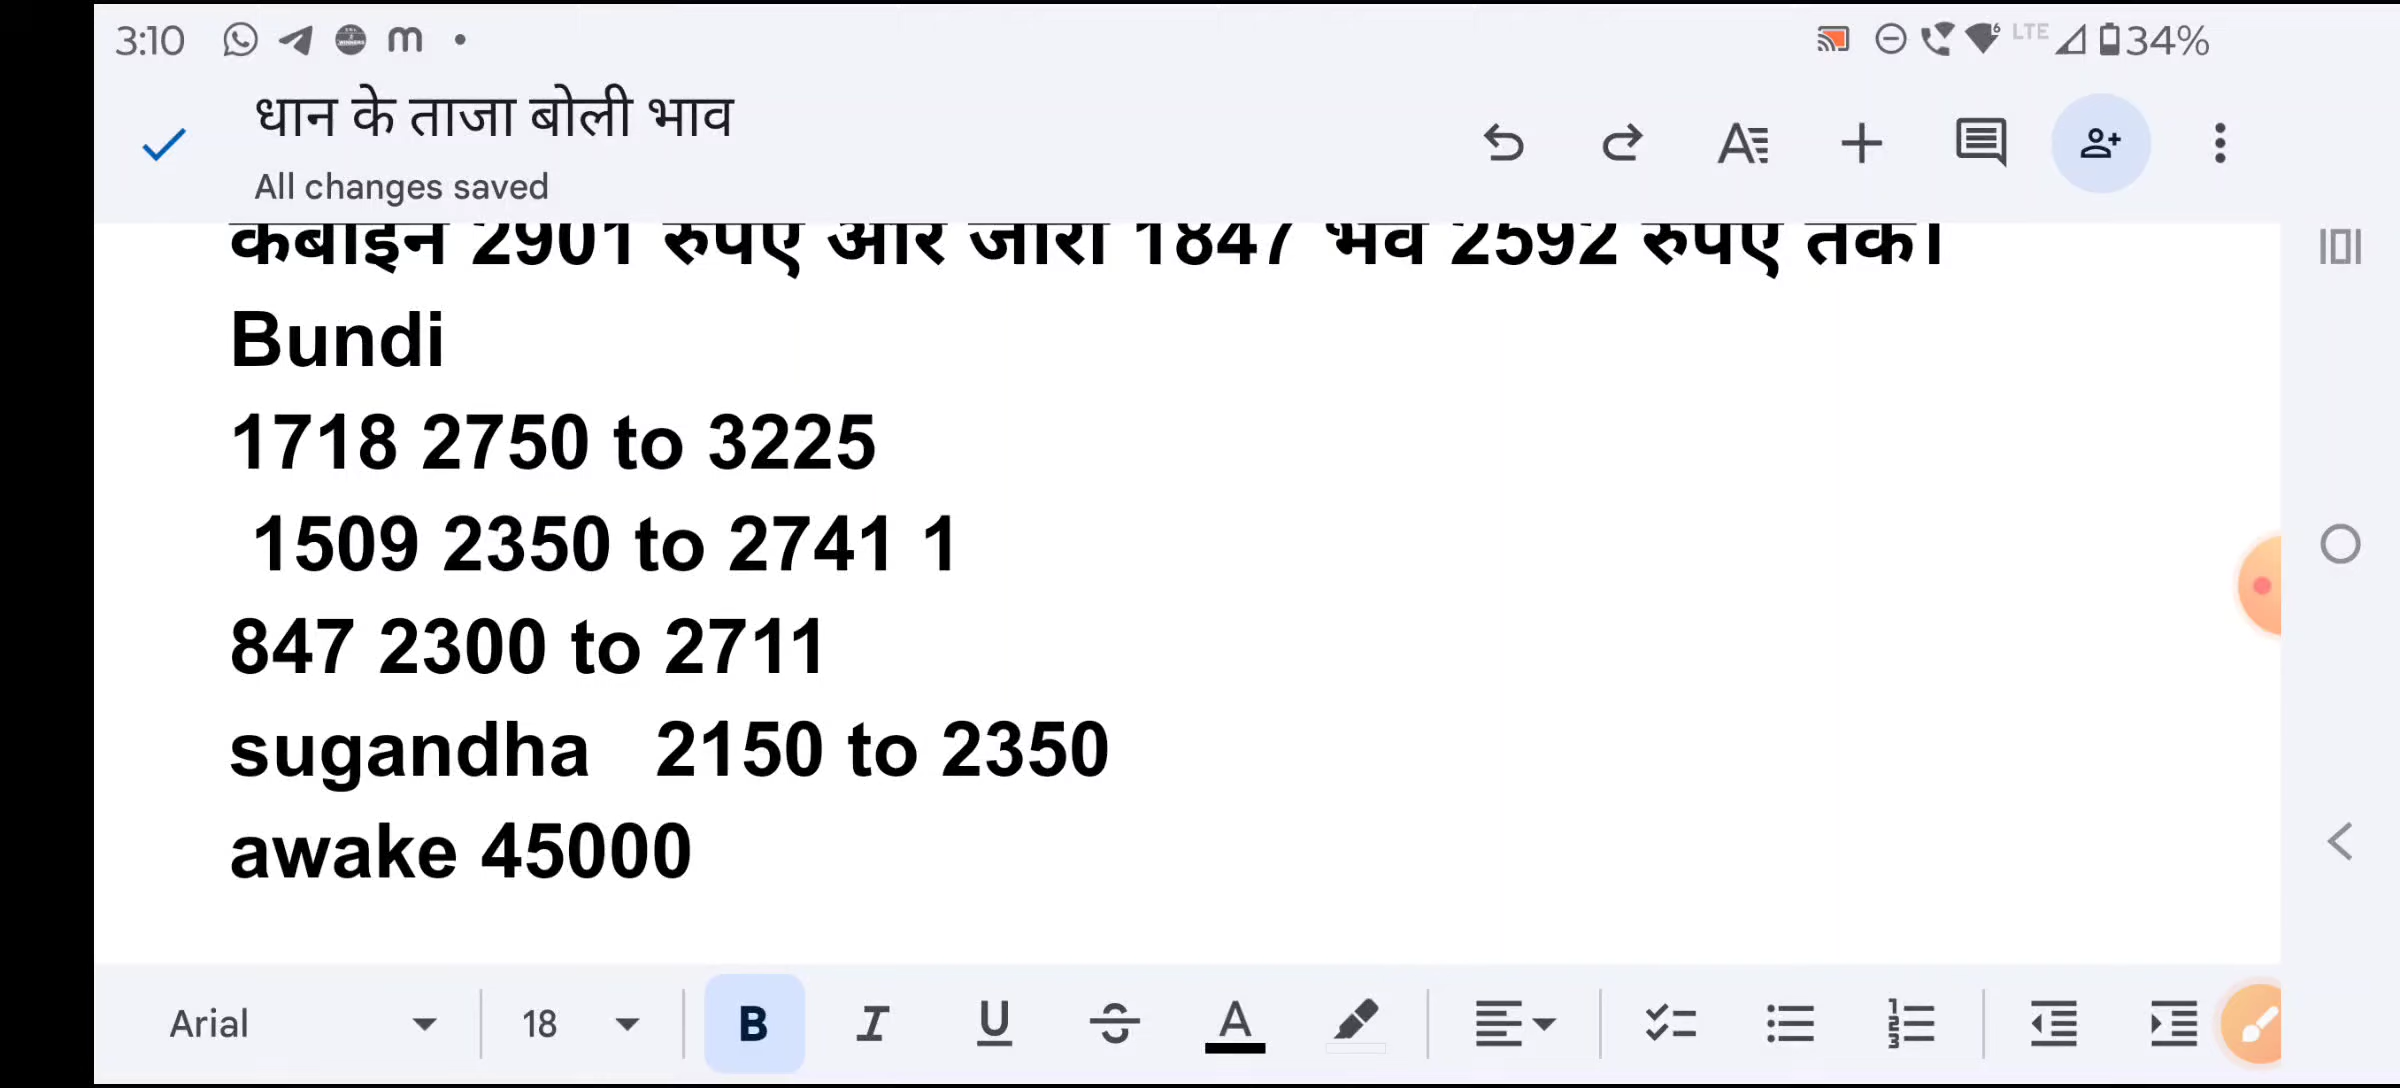 3:10 LTE 34%
धान के ताजा बोली भाव
All changes saved
कंबाइन 2901 रुपए और जीरी 1847 भव 2592 रुपए तक।
Bundi
1718 2750 to 3225
1509 2350 to 2741 1
847 2300 to 2711
sugandha 2150 to 2350
awake 45000
Arial 18 B I U S A